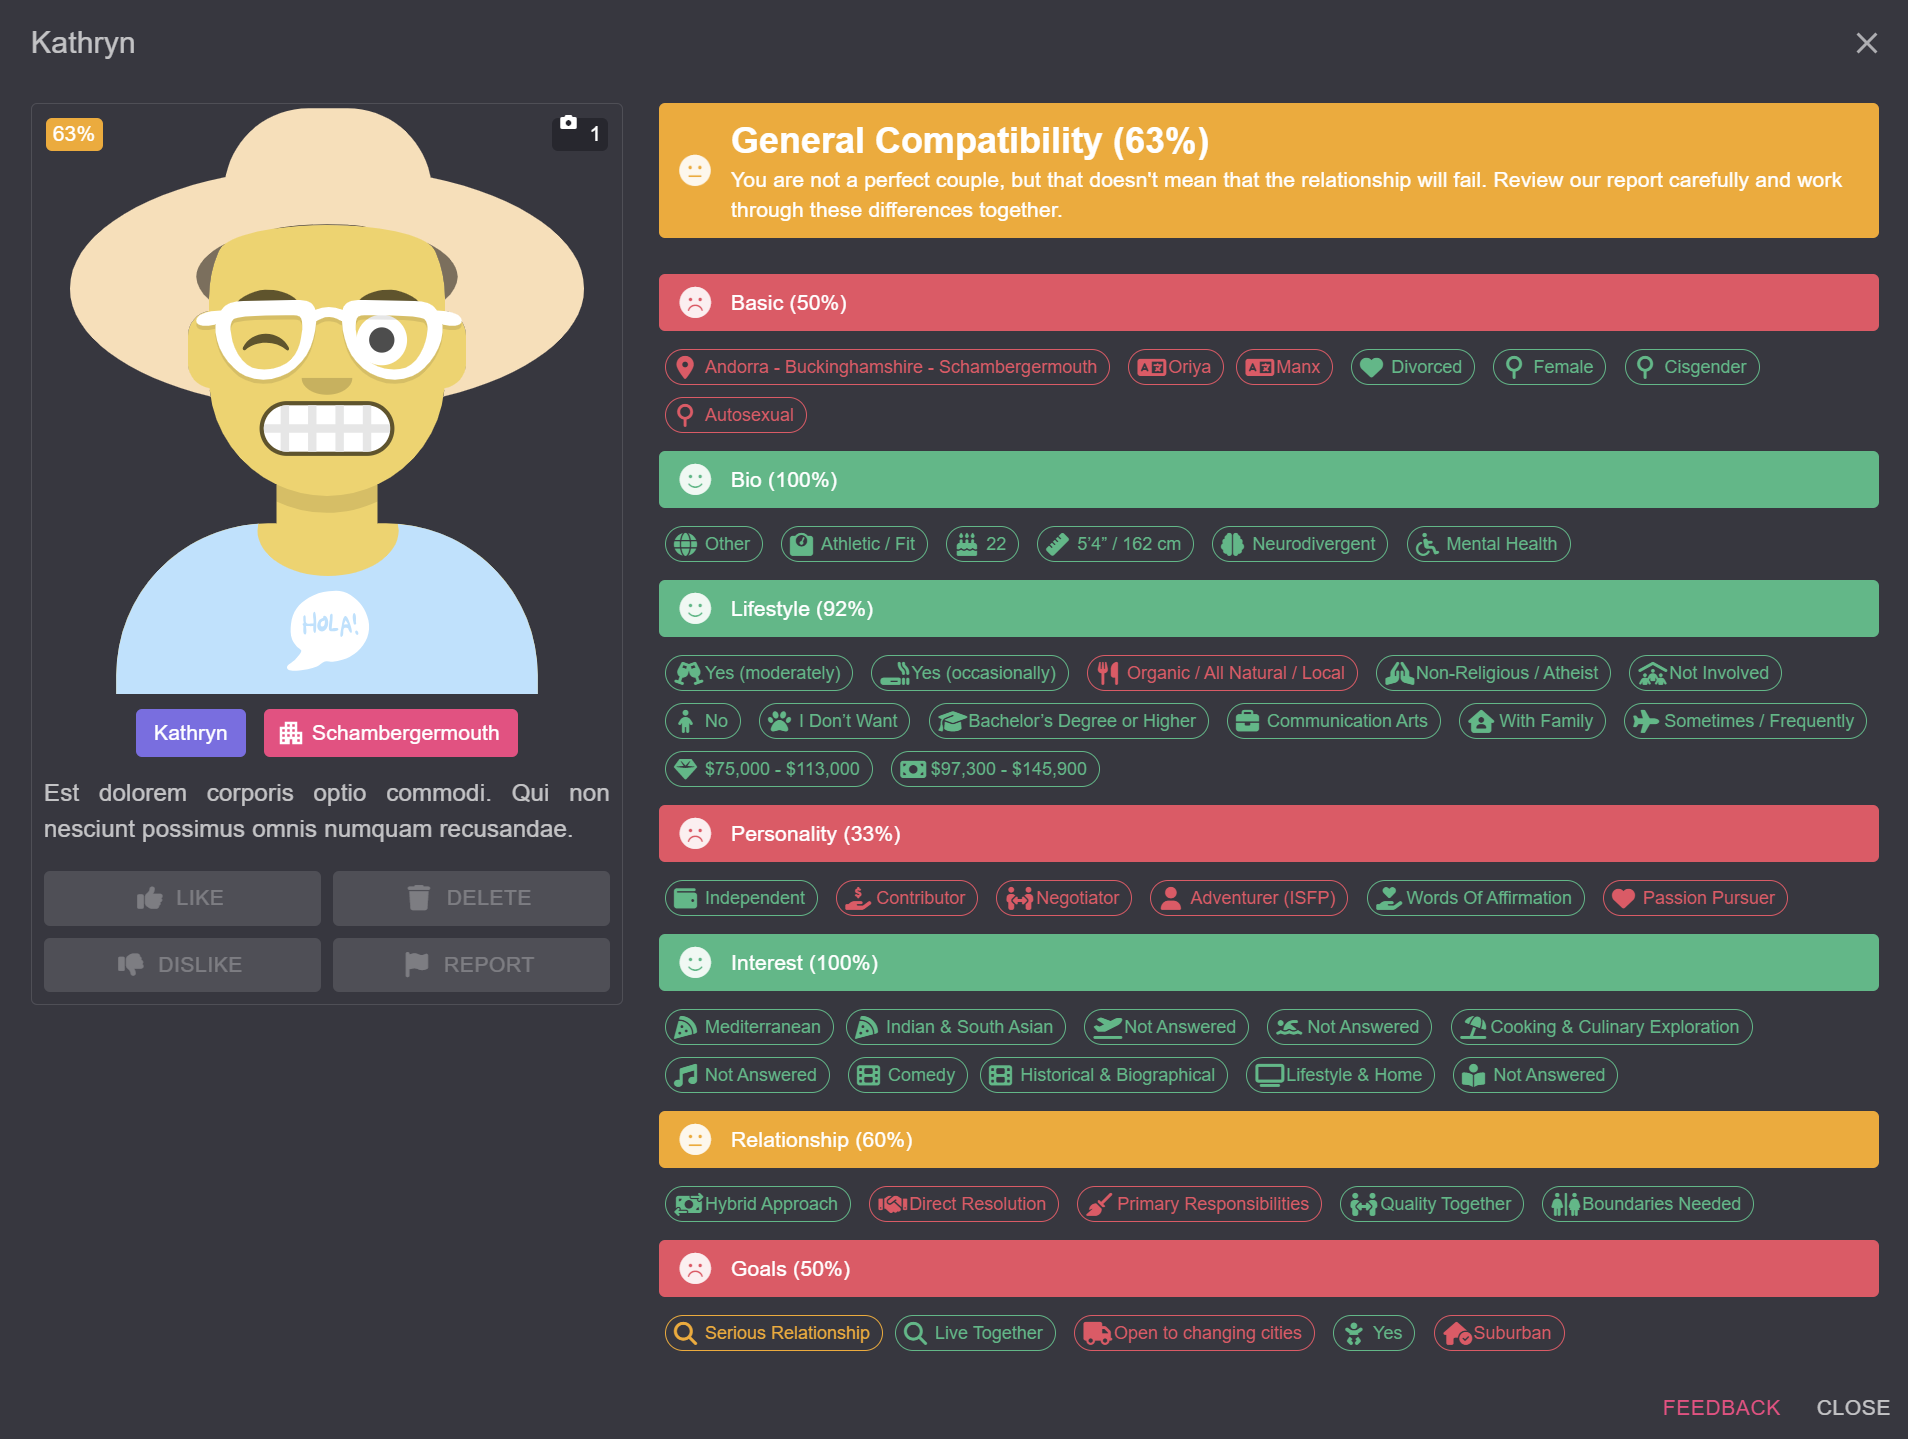 Kathryn
63%
1
HOLA!
Kathryn
Schambergermouth
Est dolorem corporis optio commodi. Qui non
nesciunt possimus omnis numquam recusandae.
LIKE
DELETE
DISLIKE
REPORT
General Compatibility (63%)
You are not a perfect couple, but that doesn't mean that the relationship will fail. Review our report carefully and work
through these differences together.
Basic (50%)
Andorra - Buckinghamshire - Schambergermouth Oriya Manx Divorced Female Cisgender
Autosexual
Bio (100%)
Other Athletic / Fit 22 5'4" / 162 cm Neurodivergent Mental Health
Lifestyle (92%)
Yes (moderately) Yes (occasionally) Organic / All Natural / Local Non-Religious / Atheist Not Involved
No I Don't Want Bachelor's Degree or Higher Communication Arts With Family Sometimes / Frequently
$75,000 - $113,000 $97,300 - $145,900
Personality (33%)
Independent Contributor Negotiator Adventurer (ISFP) Words Of Affirmation Passion Pursuer
Interest (100%)
Mediterranean Indian & South Asian Not Answered Not Answered Cooking & Culinary Exploration
Not Answered Comedy Historical & Biographical Lifestyle & Home Not Answered
Relationship (60%)
Hybrid Approach Direct Resolution Primary Responsibilities Quality Together Boundaries Needed
Goals (50%)
Serious Relationship Live Together Open to changing cities Yes Suburban
FEEDBACK CLOSE